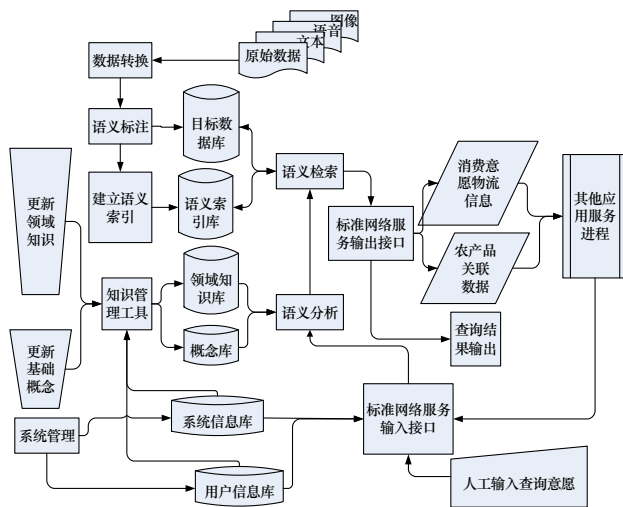 图像
语音
文本
原始数据
数据转换
语义标注
目标数
据库
建立语义
索引
语义索
引库
语义检索
标准网络服
务输出接口
消费意
愿物流
信息
农产品
关联
数据
其他应
用服务
进程
更新
领域
知识
知识管
理工具
领域知
识库
概念库
语义分析
查询结
果输出
更新
基础
概念
系统管理
系统信息库
用户信息库
标准网络服务
输入接口
人工输入查询意愿